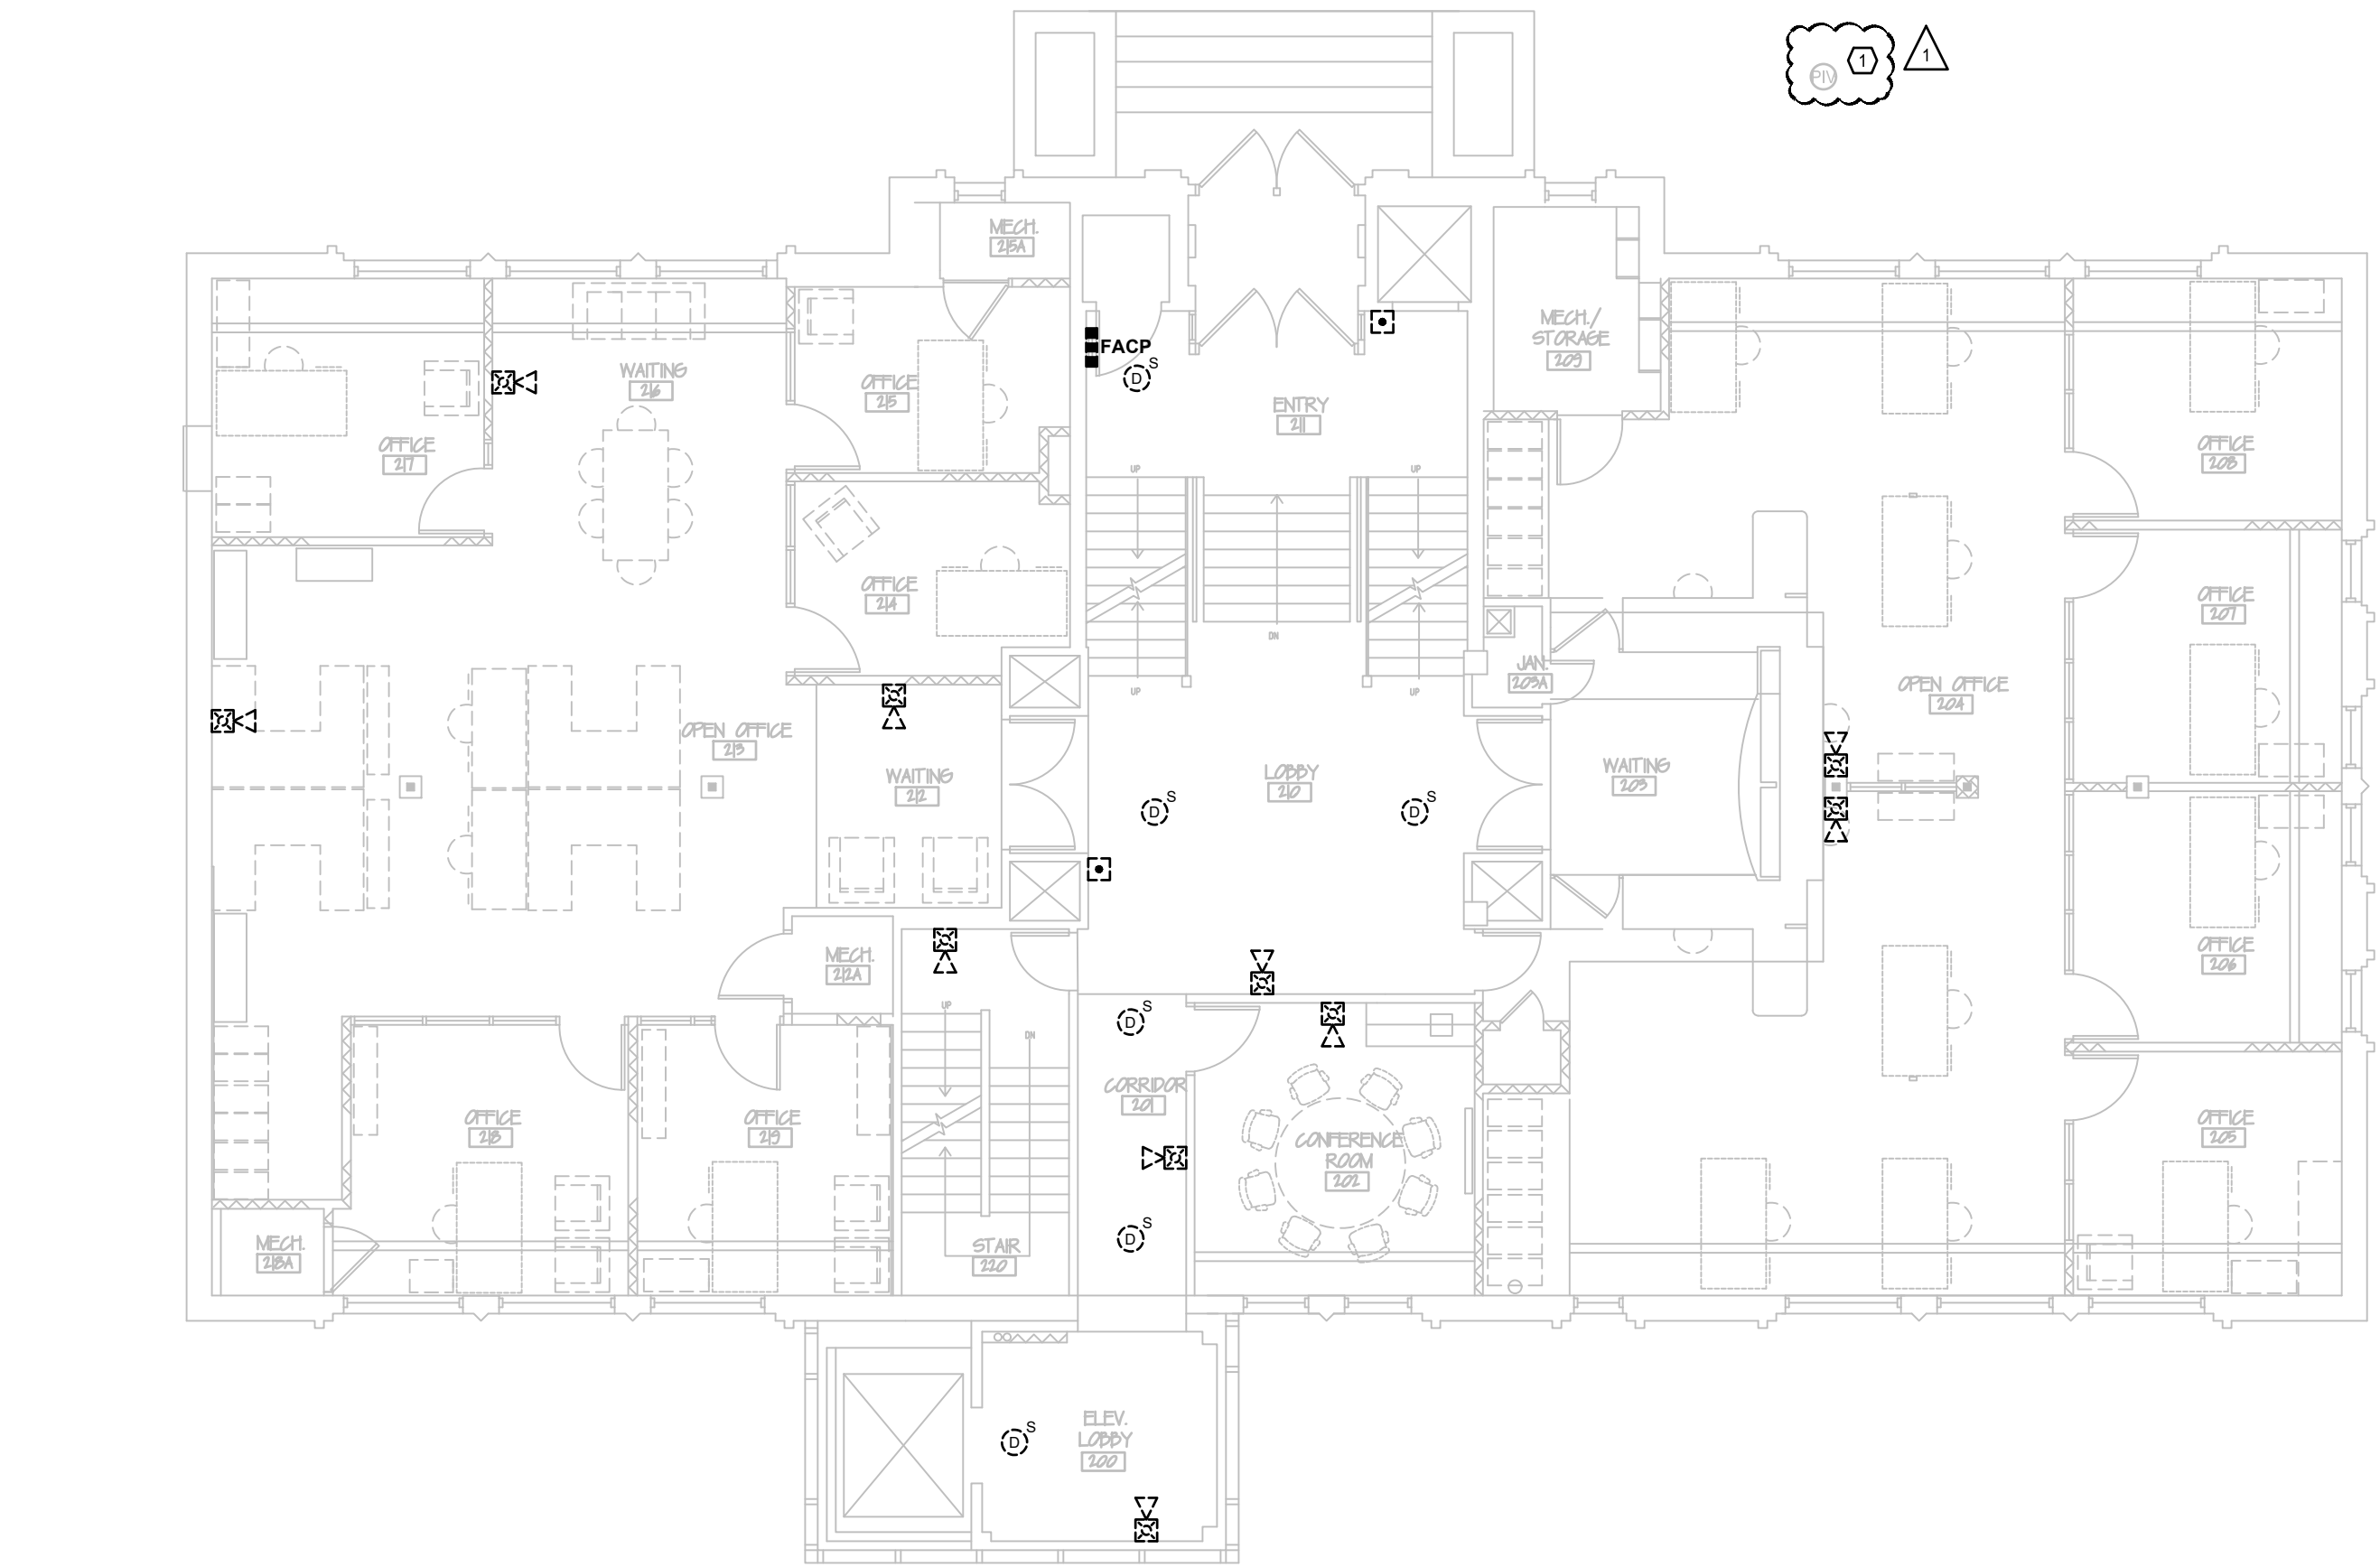 PIV
1
1
MECH.
215A
FACP
D
S
MECH./
STORAGE
209
WAITING
216
OFFICE
215
ENTRY
211
OFFICE
217
OFFICE
208
UP
UP
OFFICE
214
OFFICE
207
DN
JAN.
203A
UP
UP
OPEN OFFICE
204
OPEN OFFICE
213
WAITING
212
LOBBY
210
WAITING
203
D
S
D
S
MECH.
212A
OFFICE
206
UP
DN
D
S
CORRIDOR
201
OFFICE
218
OFFICE
219
CONFERENCE
ROOM
202
OFFICE
205
D
S
MECH.
218A
STAIR
220
D
S
ELEV.
LOBBY
200